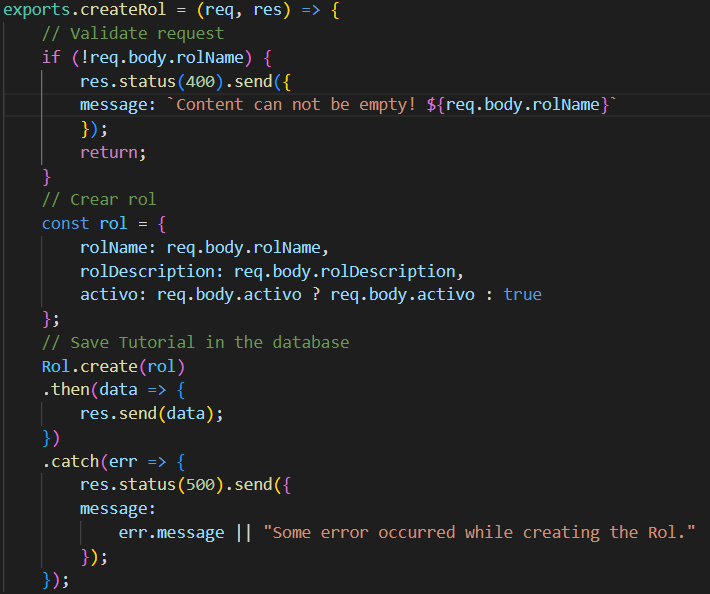 exports.createRol = (req, res) => {
    // Validate request
    if (!req.body.rolName) {
        res.status(400).send({
        message: `Content can not be empty! ${req.body.rolName}`
        });
        return;
    }
    // Crear rol
    const rol = {
        rolName: req.body.rolName,
        rolDescription: req.body.rolDescription,
        activo: req.body.activo ? req.body.activo : true
    };
    // Save Tutorial in the database
    Rol.create(rol)
    .then(data => {
        res.send(data);
    })
    .catch(err => {
        res.status(500).send({
        message:
            err.message || "Some error occurred while creating the Rol."
        });
    });